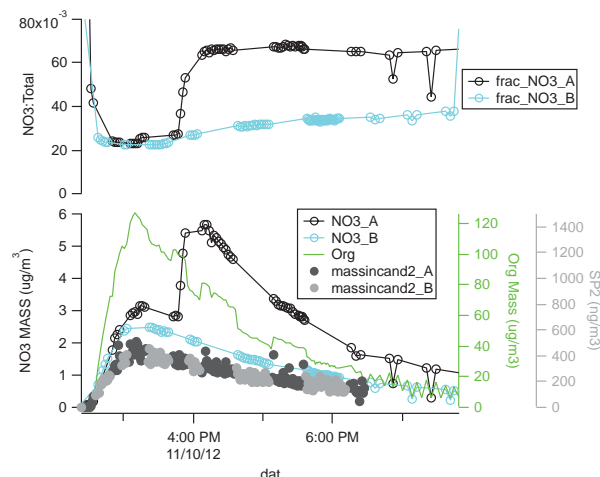 80x10-3
60
40
20
0
NO3:Total
frac_NO3_A
frac_NO3_B
6
5
4
3
2
1
0
NO3 MASS (ug/m3)
NO3_A
NO3_B
Org
massincand2_A
massincand2_B
120
100
80
60
40
20
0
Org Mass (ug/m3)
1400
1200
1000
800
600
400
200
0
SP2 (ng/m3)
4:00 PM
11/10/12
6:00 PM
dat